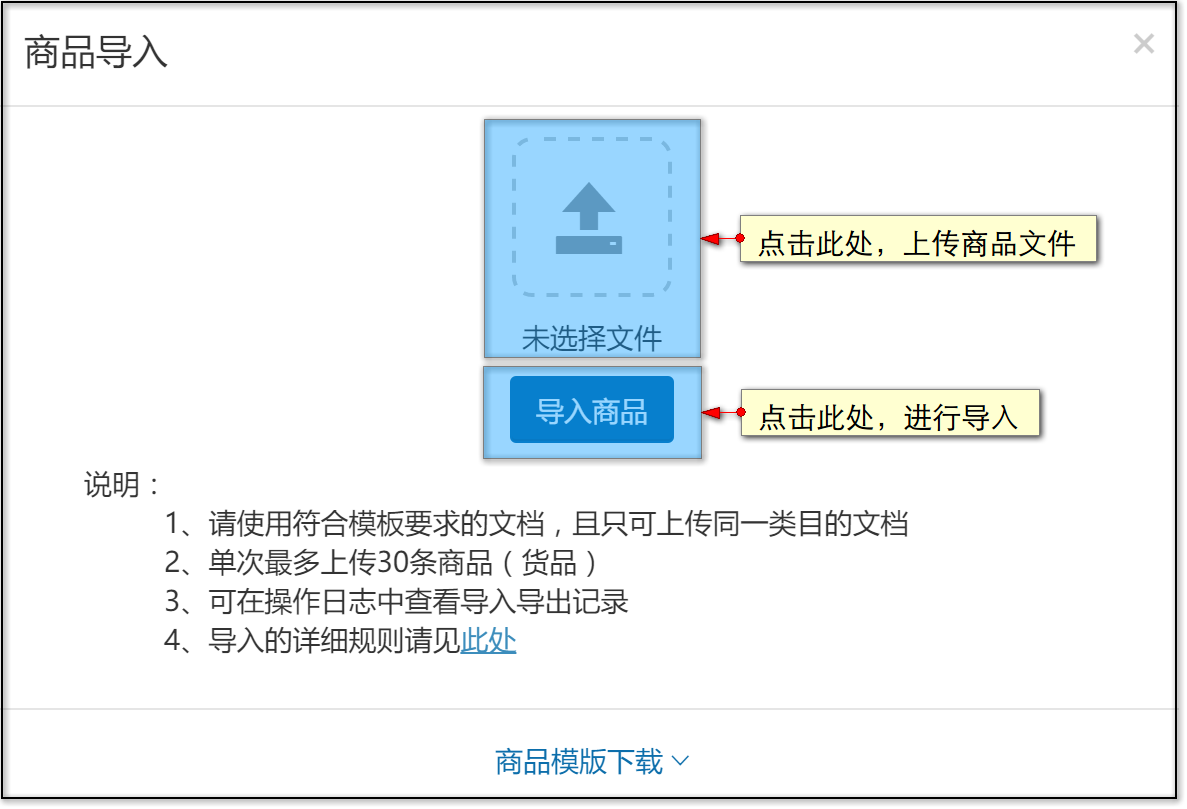 商品导入
点击此处，上传商品文件
未选择文件
导入商品
点击此处，进行导入
说明：
1、请使用符合模板要求的文档，且只可上传同一类目的文档
2、单次最多上传30条商品（货品）
3、可在操作日志中查看导入导出记录
4、导入的详细规则请见此处
商品模版下载